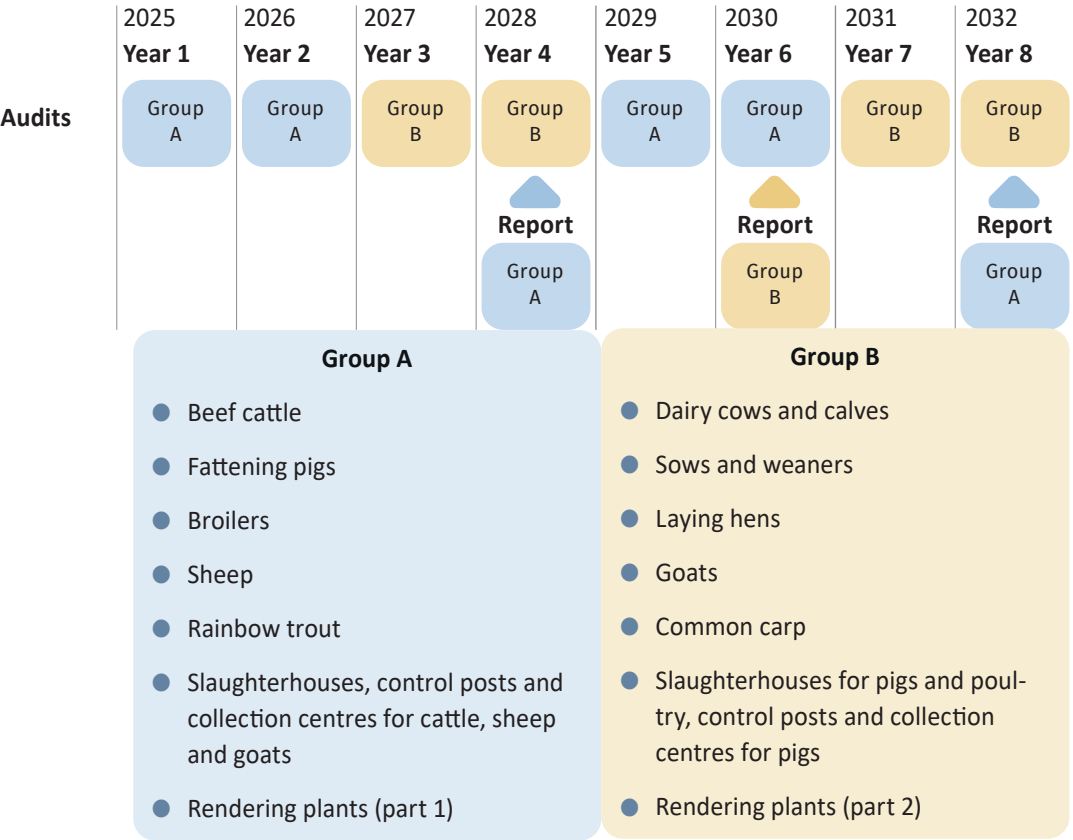 2025 2026 2027 2028 2029 2030 2031 2032
Year 1 Year 2 Year 3 Year 4 Year 5 Year 6 Year 7 Year 8
Audits
Group
A
Group
A
Group
B
Group
B
Group
A
Group
A
Group
B
Group
B
Report
Group
A
Report
Group
B
Report
Group
A
Group A
Beef cattle
Fattening pigs
Broilers
Sheep
Rainbow trout
Slaughterhouses, control posts and
collection centres for cattle, sheep
and goats
Rendering plants (part 1)
Group B
Dairy cows and calves
Sows and weaners
Laying hens
Goats
Common carp
Slaughterhouses for pigs and poul-
try, control posts and collection
centres for pigs
Rendering plants (part 2)